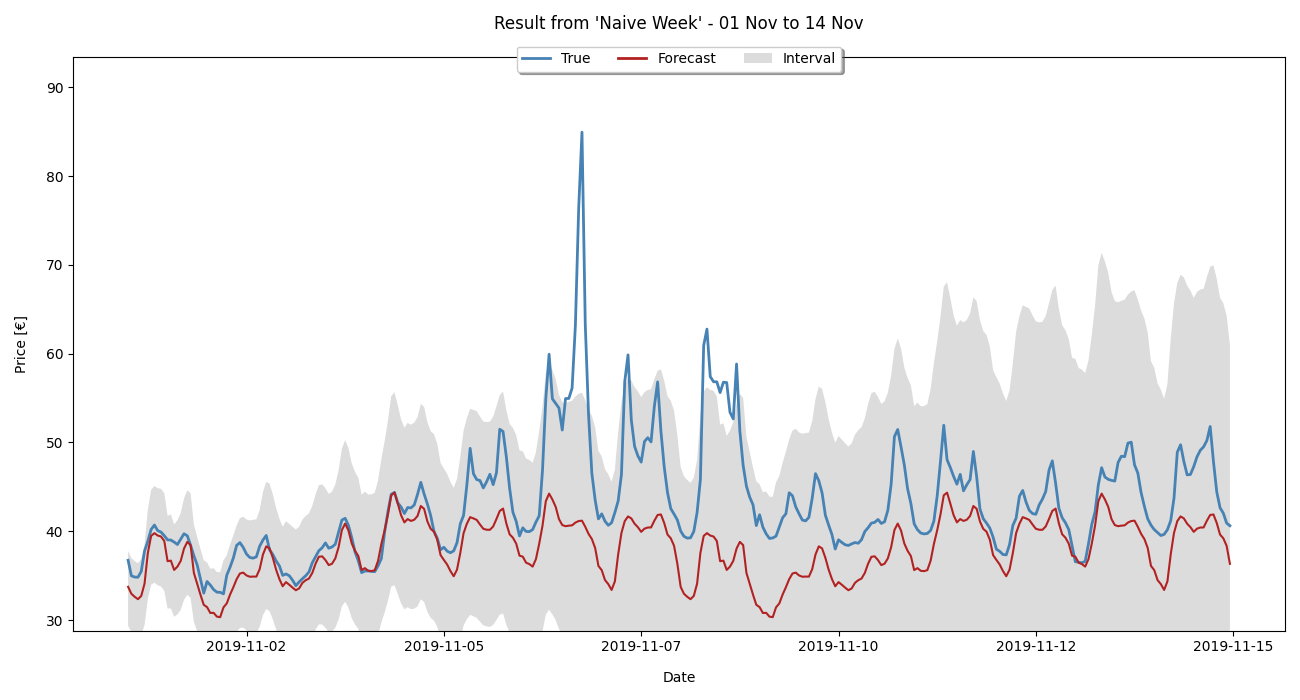 Result from 'Naive Week' - 01 Nov to 14 Nov
True Forecast Interval
90
80
70
60
50
40
30
Price [€]
2019-11-02 2019-11-05 2019-11-07 2019-11-10 2019-11-12 2019-11-15
Date